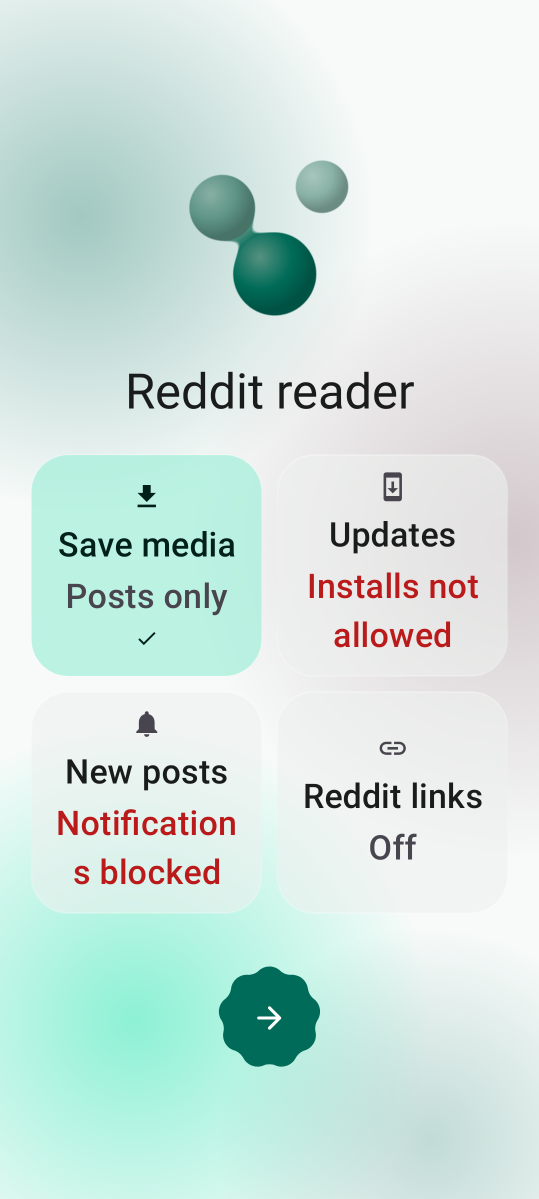 Reddit reader
Save media
Posts only
Updates
Installs not
allowed
New posts
Notification
s blocked
Reddit links
Off